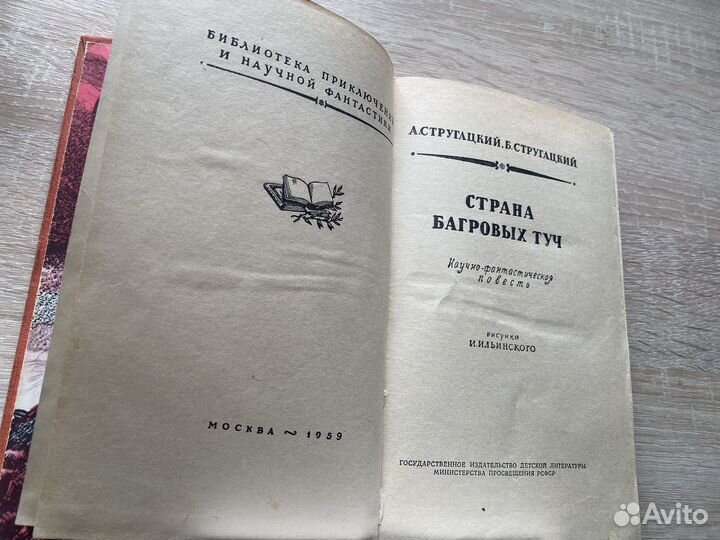 БИБЛИОТЕКА ПРИКЛЮЧЕНИЙ
И НАУЧНОЙ ФАНТАСТИКИ
МОСКВА ~ 1959
А.СТРУГАЦКИЙ, Б.СТРУГАЦКИЙ
СТРАНА
БАГРОВЫХ ТУЧ
Научно-фантастическая
повесть
РИСУНКИ
И.ИЛЬИНСКОГО
ГОСУДАРСТВЕННОЕ ИЗДАТЕЛЬСТВО ДЕТСКОЙ ЛИТЕРАТУРЫ
МИНИСТЕРСТВА ПРОСВЕЩЕНИЯ РСФСР
Avito